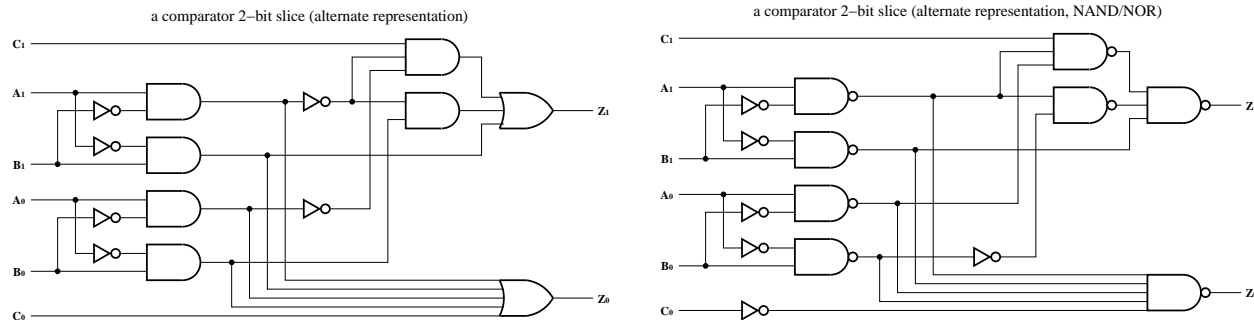 a comparator 2−bit slice (alternate representation)
C1
A1
B1
A0
B0
C0
Z1
Z0
a comparator 2−bit slice (alternate representation, NAND/NOR)
C1
A1
B1
A0
B0
C0
Z
Z